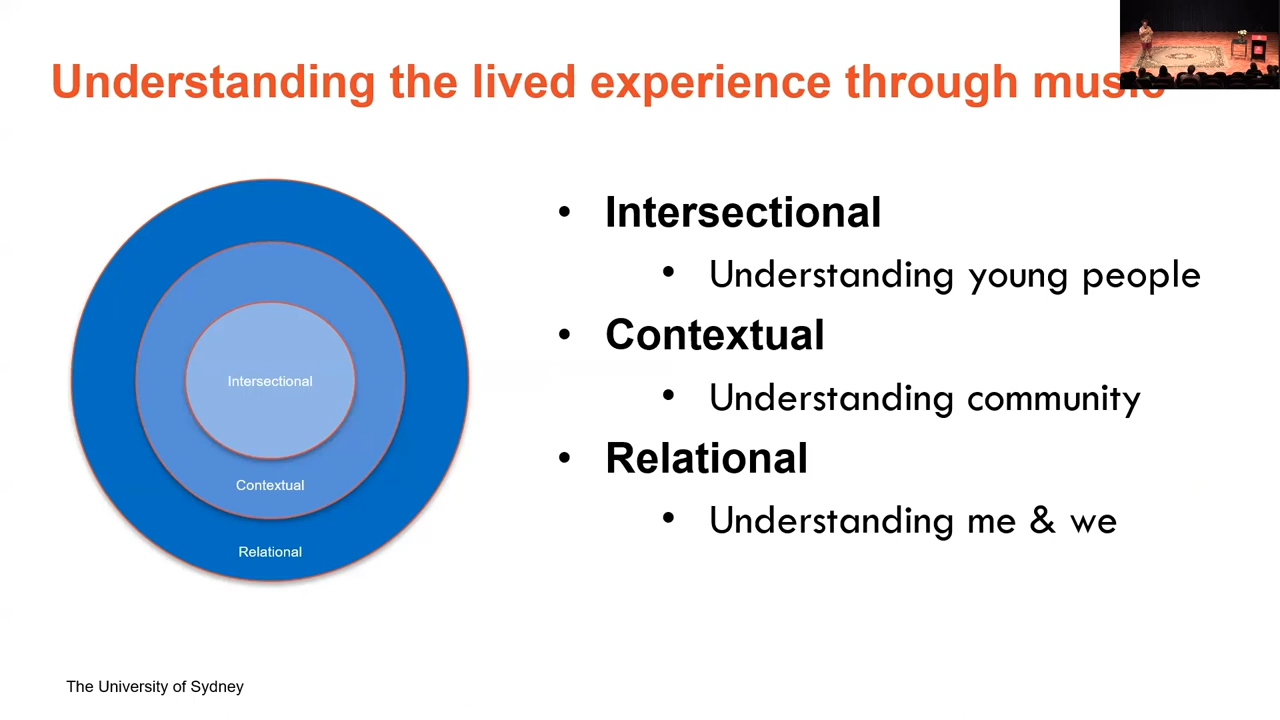 Understanding the lived experience through music
Intersectional
Contextual
Relational
• Intersectional
• Understanding young people
• Contextual
• Understanding community
• Relational
• Understanding me & we
The University of Sydney